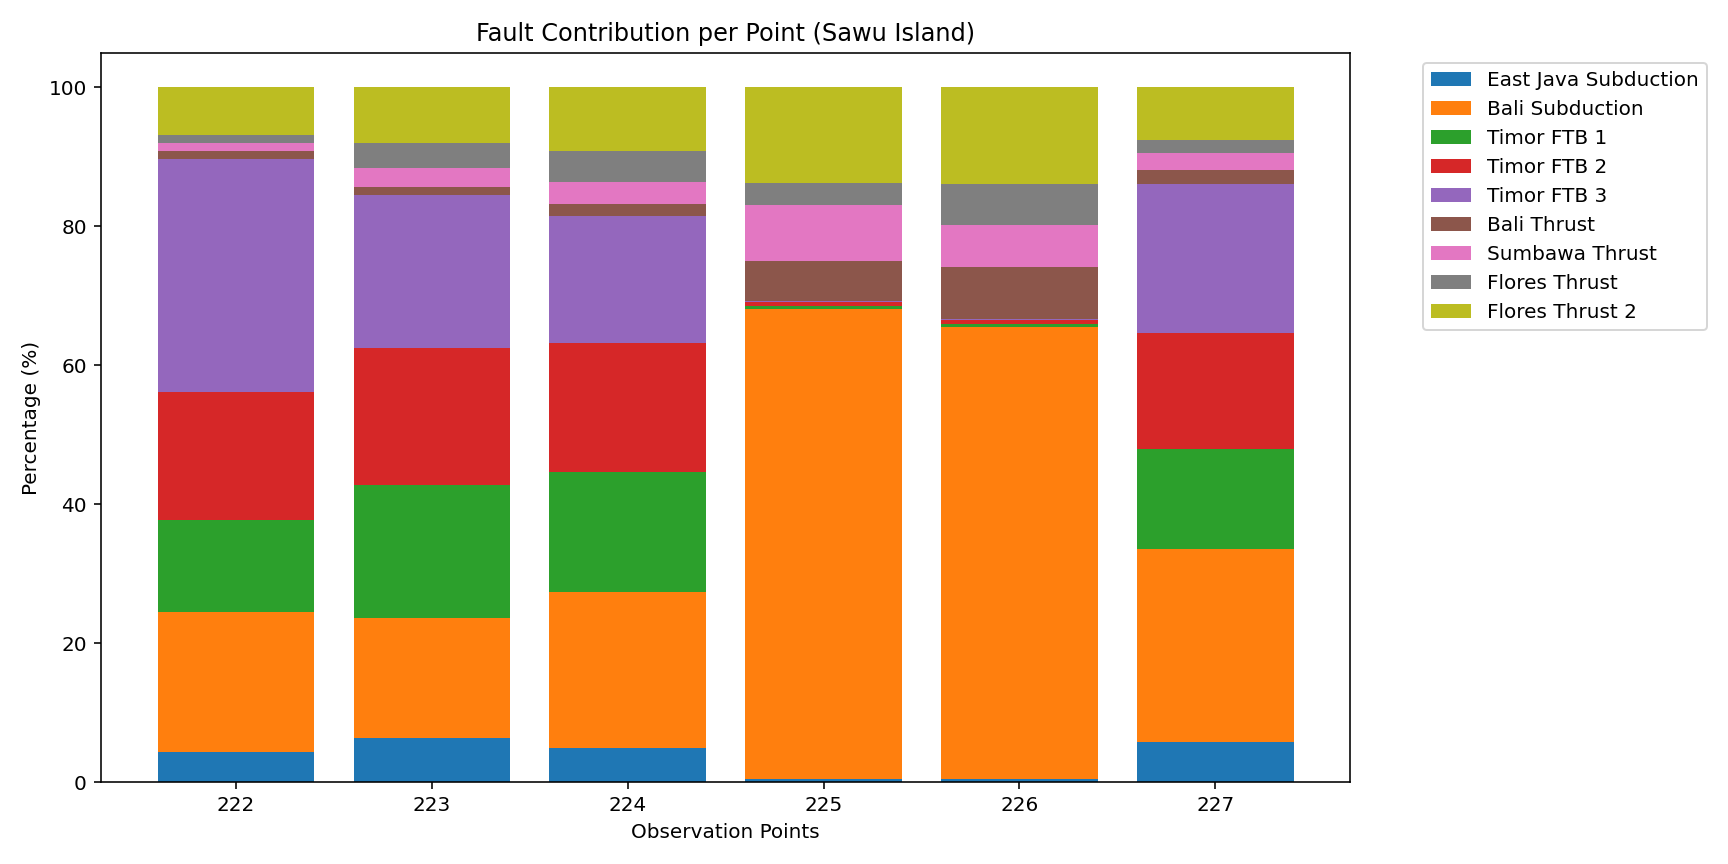 Fault Contribution per Point (Sawu Island)
100
80
60
40
20
0
Percentage (%)
222
223
224
225
226
227
Observation Points
East Java Subduction
Bali Subduction
Timor FTB 1
Timor FTB 2
Timor FTB 3
Bali Thrust
Sumbawa Thrust
Flores Thrust
Flores Thrust 2